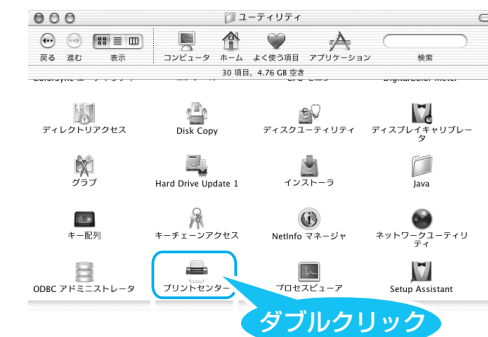 ユーティリティ
戻る 進む 表示 コンピュータ ホーム よく使う項目 アプリケーション 検索
30 項目、4.76 GB 空き
ディレクトリアクセス Disk Copy ディスクユーティリティ ディスプレイキャリブレー
タ
グラブ Hard Drive Update 1 インストーラ Java
キー配列 キーチェーンアクセス NetInfo マネージャ ネットワークユーティリ
ティ
ODBC アドミニストレータ プリントセンター プロセスビューア Setup Assistant
ダブルクリック